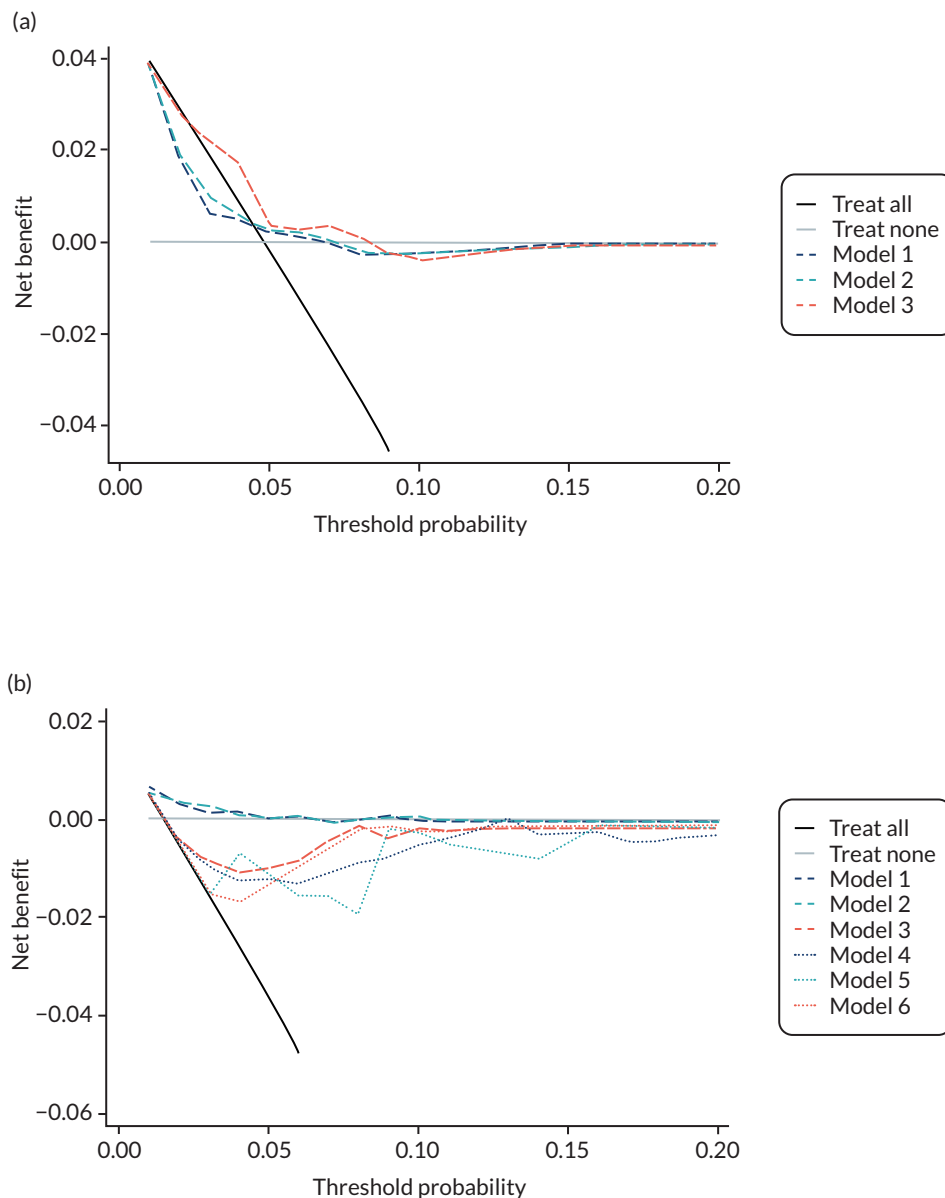 (a)
0.04
0.02
0.00
−0.02
−0.04
Net benefit
0.00 0.05 0.10 0.15 0.20
Threshold probability
Treat all
Treat none
Model 1
Model 2
Model 3
(b)
0.02
0.00
−0.02
−0.04
−0.06
Net benefit
0.00 0.05 0.10 0.15 0.20
Threshold probability
Treat all
Treat none
Model 1
Model 2
Model 3
Model 4
Model 5
Model 6